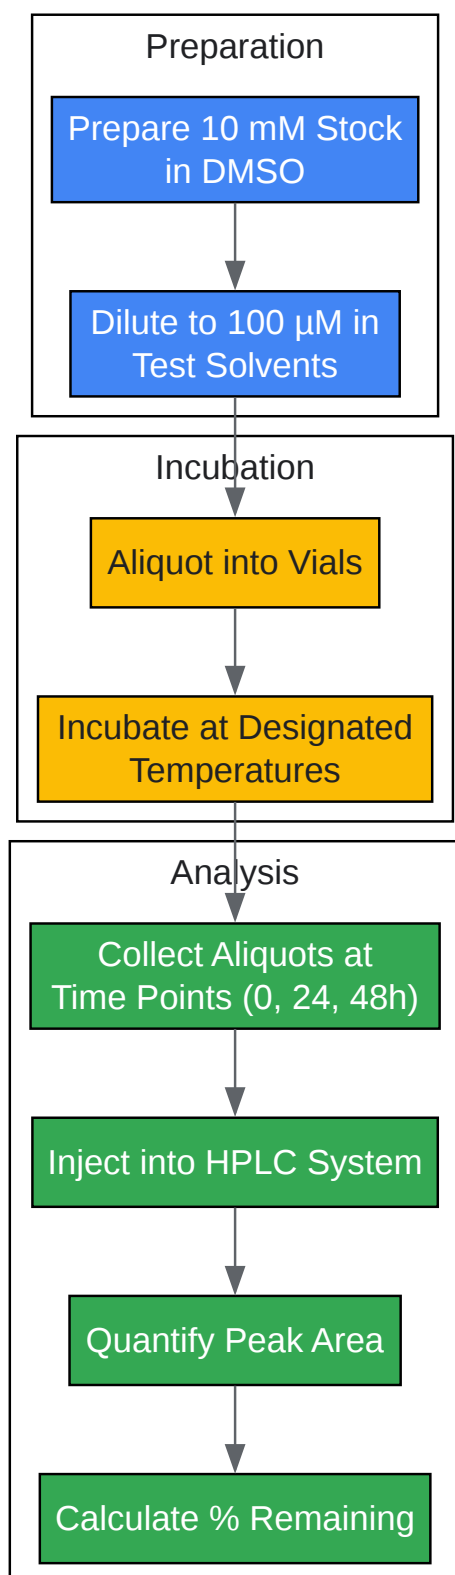 Preparation
Prepare 10 mM Stock
in DMSO
Dilute to 100 µM in
Test Solvents
Incubation
Aliquot into Vials
Incubate at Designated
Temperatures
Analysis
Collect Aliquots at
Time Points (0, 24, 48h)
Inject into HPLC System
Quantify Peak Area
Calculate % Remaining